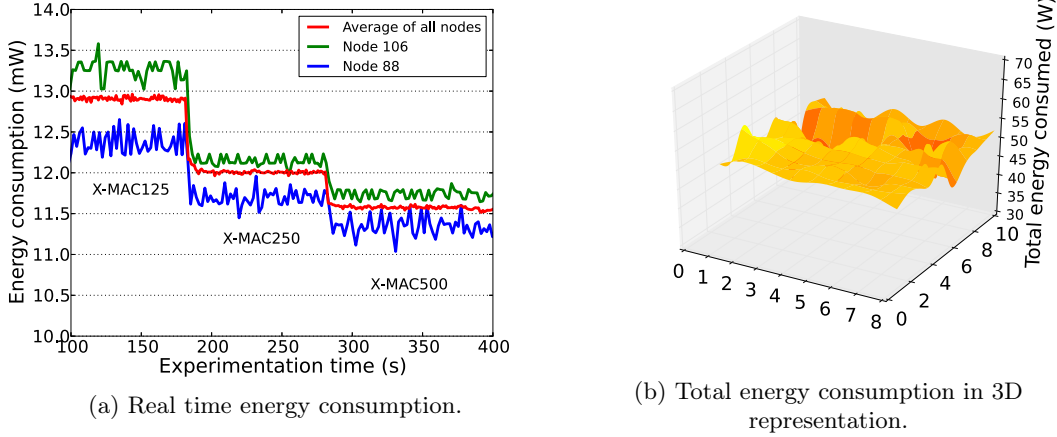 14.0
13.5
13.0
12.5
12.0
11.5
11.0
10.5
10.0
Energy consumption (mW)
Average of all nodes
Node 106
Node 88
X-MAC125
X-MAC250
X-MAC500
100 150 200 250 300 350 400
Experimentation time (s)
(a) Real time energy consumption.
70
65
60
55
50
45
40
35
30
Total energy consumed (W)
0 1 2 3 4 5 6 7 8
0 2 4 6 8 10
(b) Total energy consumption in 3D
representation.